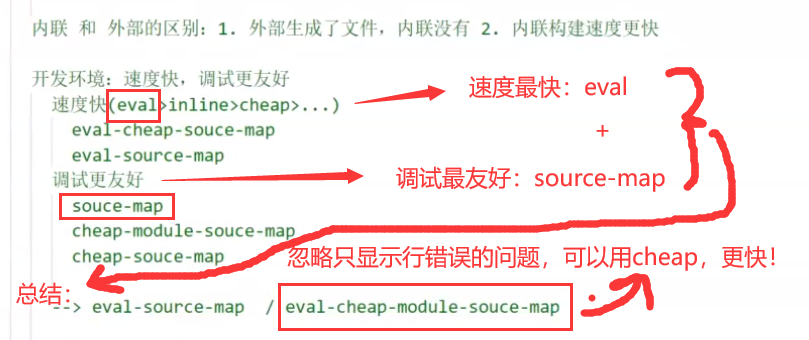 内联 和 外部的区别：1. 外部生成了文件，内联没有 2. 内联构建速度更快
开发环境：速度快，调试更友好
速度快(eval>inline>cheap>...)
速度最快：eval
eval-cheap-souce-map
+
eval-source-map
调试更友好
调试最友好：source-map
souce-map
cheap-module-souce-map
cheap-souce-map
忽略只显示行错误的问题，可以用cheap，更快！
总结：
--> eval-source-map / eval-cheap-module-souce-map